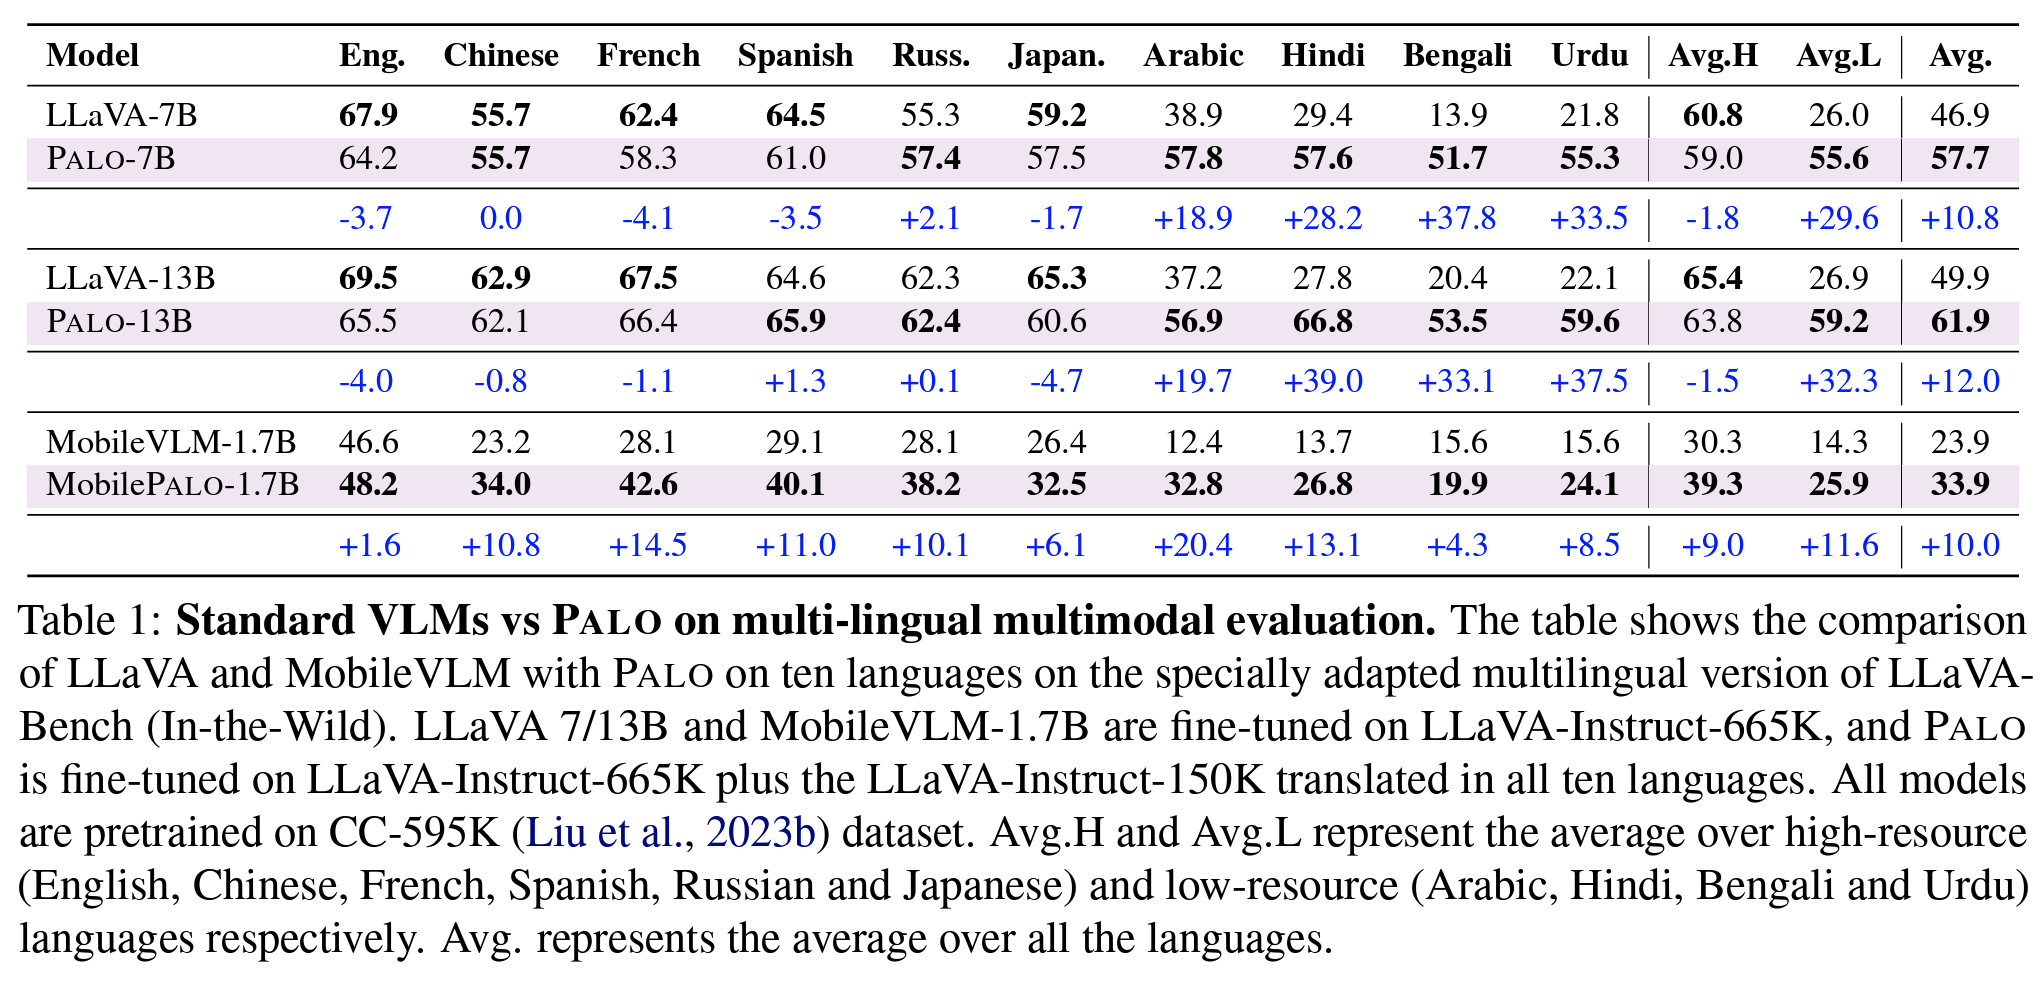 Model Eng. Chinese French Spanish Russ. Japan. Arabic Hindi Bengali Urdu Avg.H Avg.L Avg.
LLaVA-7B 67.9 55.7 62.4 64.5 55.3 59.2 38.9 29.4 13.9 21.8 60.8 26.0 46.9
PALO-7B 64.2 55.7 58.3 61.0 57.4 57.5 57.8 57.6 51.7 55.3 59.0 55.6 57.7
-3.7 0.0 -4.1 -3.5 +2.1 -1.7 +18.9 +28.2 +37.8 +33.5 -1.8 +29.6 +10.8
LLaVA-13B 69.5 62.9 67.5 64.6 62.3 65.3 37.2 27.8 20.4 22.1 65.4 26.9 49.9
PALO-13B 65.5 62.1 66.4 65.9 62.4 60.6 56.9 66.8 53.5 59.6 63.8 59.2 61.9
-4.0 -0.8 -1.1 +1.3 +0.1 -4.7 +19.7 +39.0 +33.1 +37.5 -1.5 +32.3 +12.0
MobileVLM-1.7B 46.6 23.2 28.1 29.1 28.1 26.4 12.4 13.7 15.6 15.6 30.3 14.3 23.9
MobilePALO-1.7B 48.2 34.0 42.6 40.1 38.2 32.5 32.8 26.8 19.9 24.1 39.3 25.9 33.9
+1.6 +10.8 +14.5 +11.0 +10.1 +6.1 +20.4 +13.1 +4.3 +8.5 +9.0 +11.6 +10.0
Table 1: Standard VLMs vs PALO on multi-lingual multimodal evaluation. The table shows the comparison
of LLaVA and MobileVLM with PALO on ten languages on the specially adapted multilingual version of LLaVA-
Bench (In-the-Wild). LLaVA 7/13B and MobileVLM-1.7B are fine-tuned on LLaVA-Instruct-665K, and PALO
is fine-tuned on LLaVA-Instruct-665K plus the LLaVA-Instruct-150K translated in all ten languages. All models
are pretrained on CC-595K (Liu et al., 2023b) dataset. Avg.H and Avg.L represent the average over high-resource
(English, Chinese, French, Spanish, Russian and Japanese) and low-resource (Arabic, Hindi, Bengali and Urdu)
languages respectively. Avg. represents the average over all the languages.